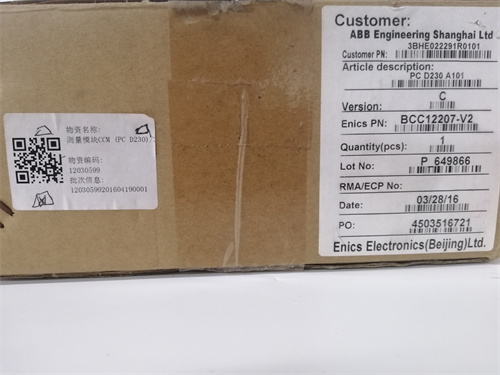 物资名称:
测量模块CCM (PC D230)
物资编码:
12030599
批次信息:
12030599201604190001
Customer:
ABB Engineering Shanghai Ltd
3BHE022291R0101
Customer PN:
Article description:
PC D230 A101
Version: C
Enics PN: BCC12207-V2
Quantity(pcs): 1
Lot No: P 649866
RMA/ECP No:
Date: 03/28/16
PO: 4503516721
Enics Electronics(Beijing)Ltd.